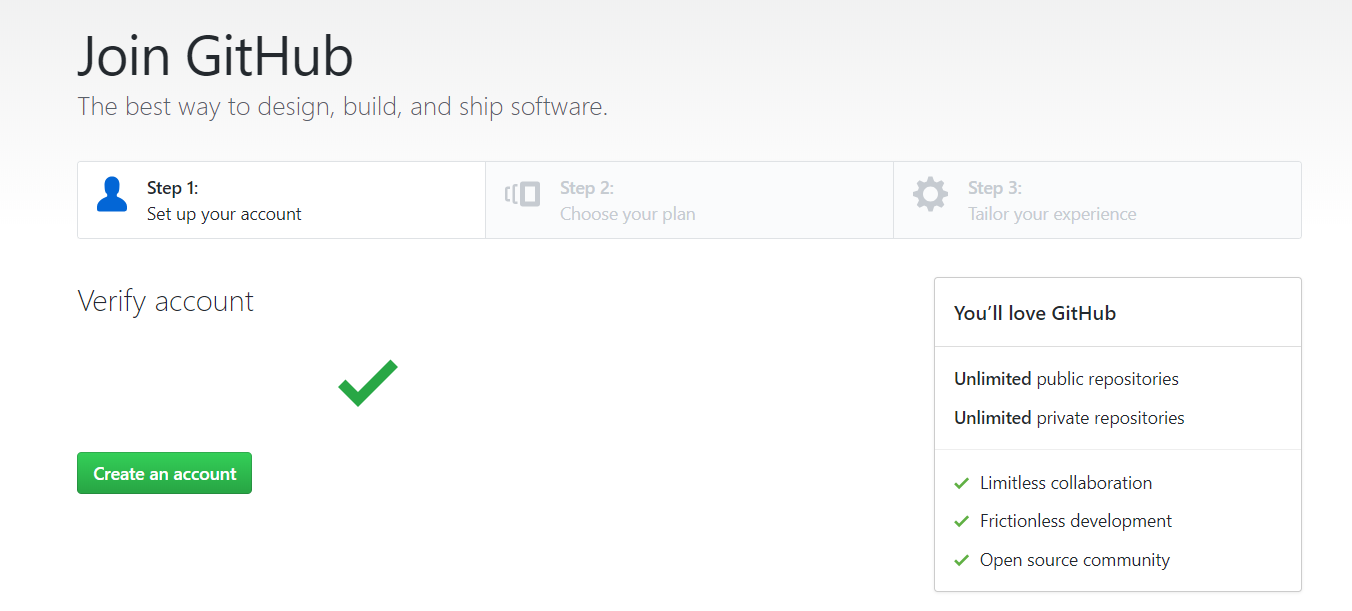 Join GitHub
The best way to design, build, and ship software.
Step 1:
Set up your account
Step 2:
Choose your plan
Step 3:
Tailor your experience
Verify account
Create an account
You’ll love GitHub
Unlimited public repositories
Unlimited private repositories
Limitless collaboration
Frictionless development
Open source community